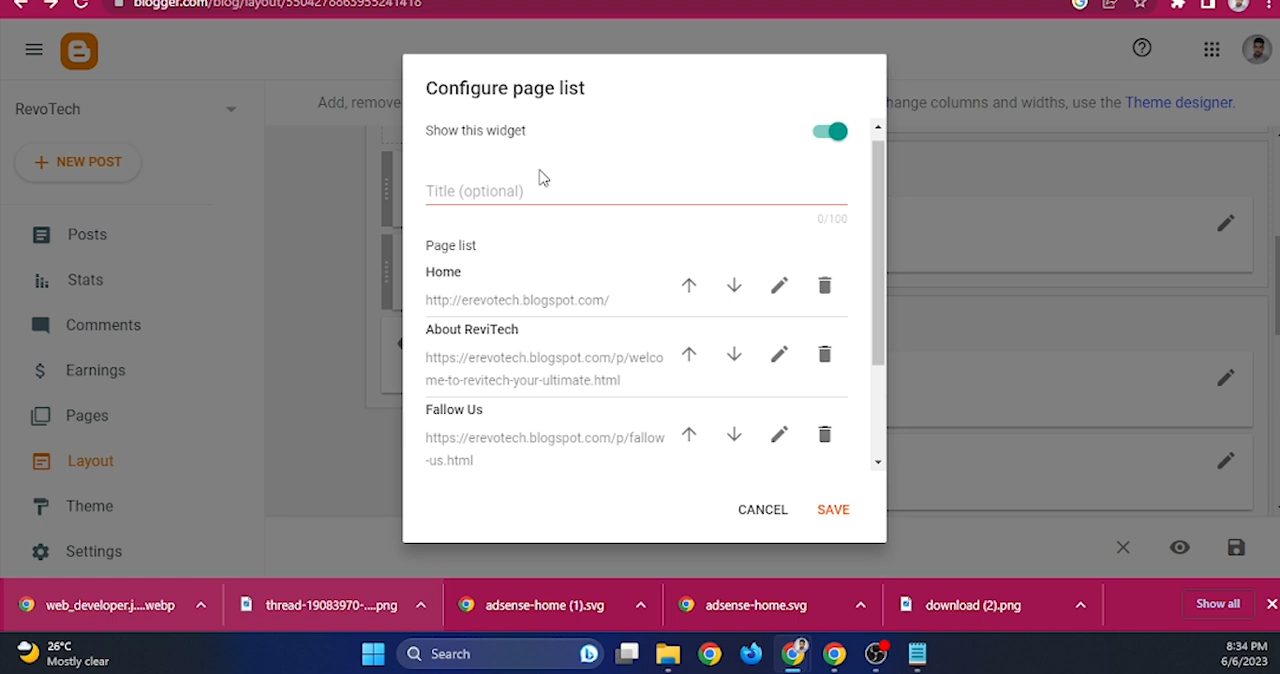 blogger.com/blog/layout/5504278863955241418
RevoTech
Add, remove
hange columns and widths, use the Theme designer.
NEW POST
Posts
Stats
Comments
Earnings
Pages
Layout
Theme
Settings
Configure page list
Show this widget
Title (optional)
0/100
Page list
Home
http://erevotech.blogspot.com/
About ReviTech
https://erevotech.blogspot.com/p/welco
me-to-revitech-your-ultimate.html
Fallow Us
https://erevotech.blogspot.com/p/fallow
-us.html
CANCEL
SAVE
web_developer.j....webp
thread-19083970-....png
adsense-home (1).svg
adsense-home.svg
download (2).png
Show all
26°C
Mostly clear
Search
8:34 PM
6/6/2023